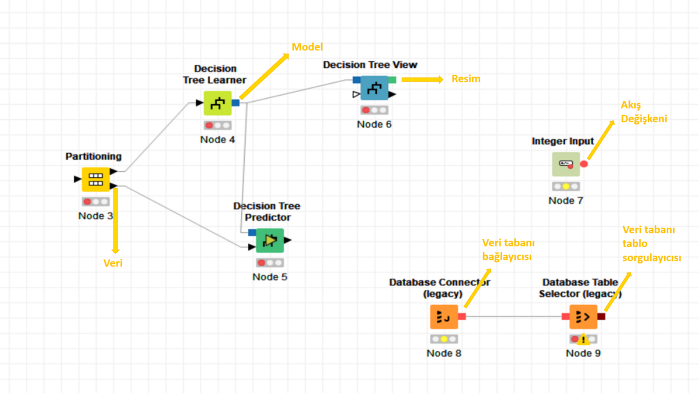 Model
Decision
Tree Learner
Node 4
Decision Tree View
Resim
Node 6
Akış
Değişkeni
Integer Input
Node 7
Partitioning
Node 3
Veri
Decision Tree
Predictor
Node 5
Veri tabanı
bağlayıcısı
Database Connector
(legacy)
Node 8
Veri tabanı
tablo
sorgulayıcısı
Database Table
Selector (legacy)
Node 9